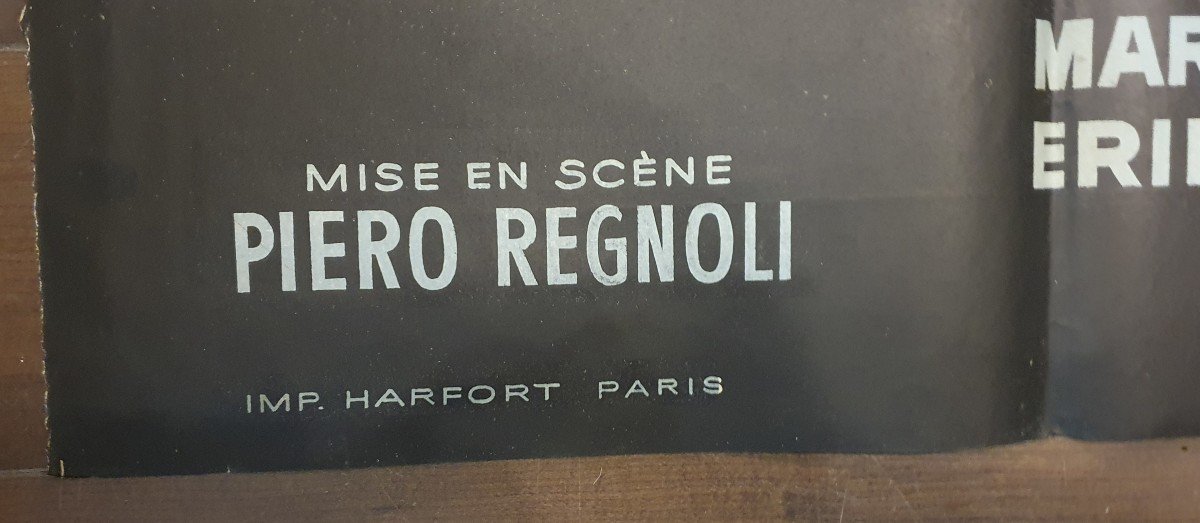 MISE EN SCÈNE
PIERO REGNOLI
IMP. HARFORT PARIS